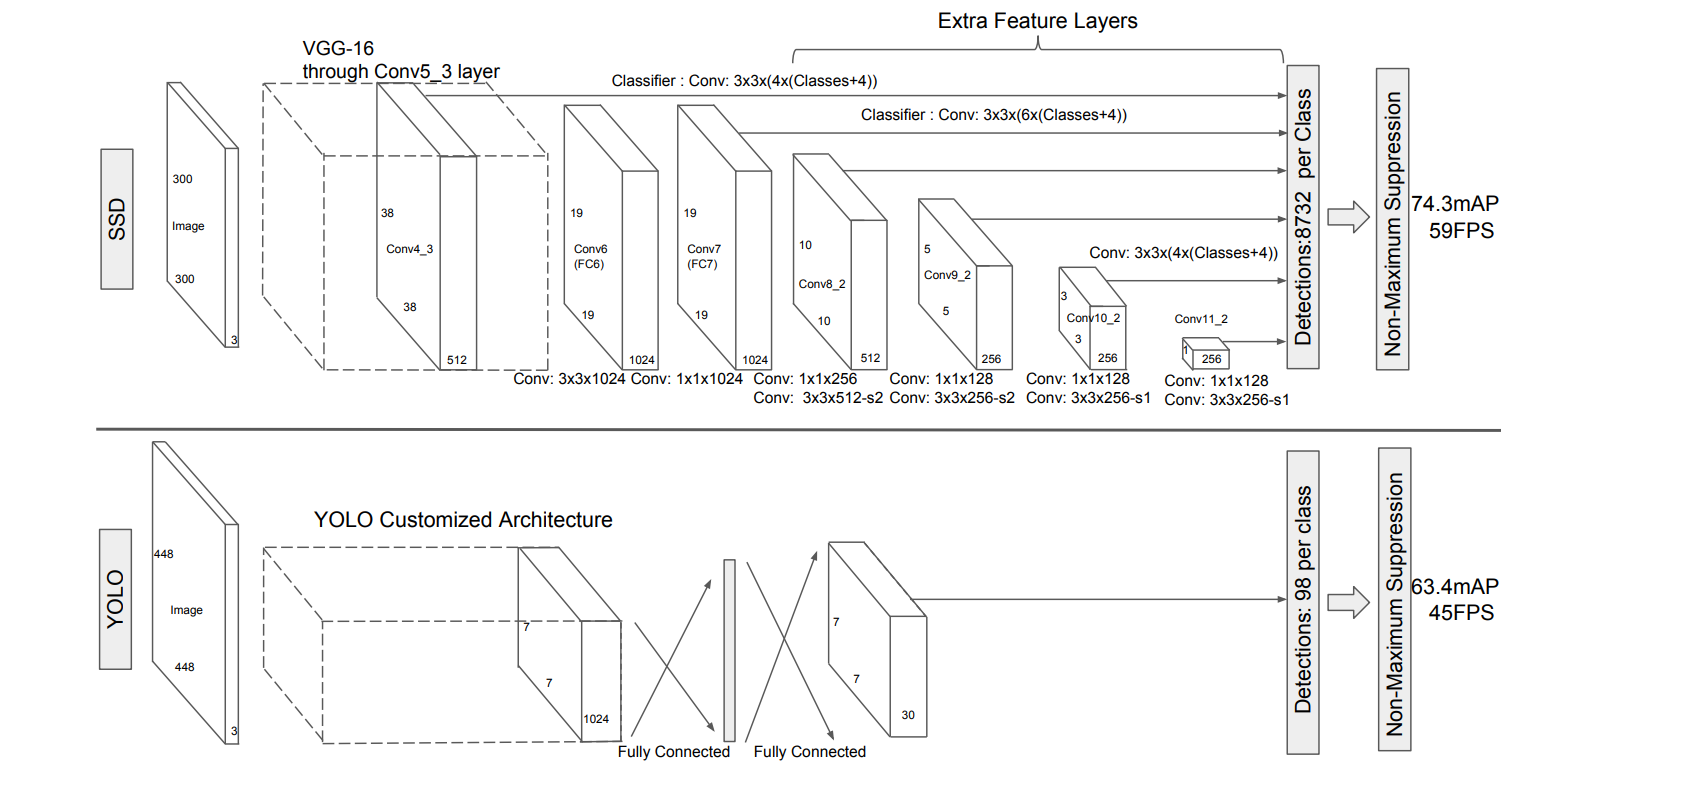 Extra Feature Layers
VGG-16
through Conv5_3 layer
Classifier : Conv: 3x3x(4x(Classes+4))
Classifier : Conv: 3x3x(6x(Classes+4))
SSD
300
Image
300
3
38
Conv4_3
38
512
19
Conv6
(FC6)
19
1024
19
Conv7
(FC7)
19
1024
10
Conv8_2
10
512
5
Conv9_2
5
256
Conv: 3x3x(4x(Classes+4))
3
Conv10_2
3
256
Conv11_2
1
256
Detections:8732 per Class
Non-Maximum Suppression
74.3mAP
59FPS
Conv: 3x3x1024
Conv: 1x1x1024
Conv: 1x1x256
Conv: 3x3x512-s2
Conv: 1x1x128
Conv: 3x3x256-s2
Conv: 1x1x128
Conv: 3x3x256-s1
Conv: 1x1x128
Conv: 3x3x256-s1
YOLO
448
Image
448
3
YOLO Customized Architecture
7
7
1024
Fully Connected
Fully Connected
7
7
30
Detections: 98 per class
Non-Maximum Suppression
63.4mAP
45FPS